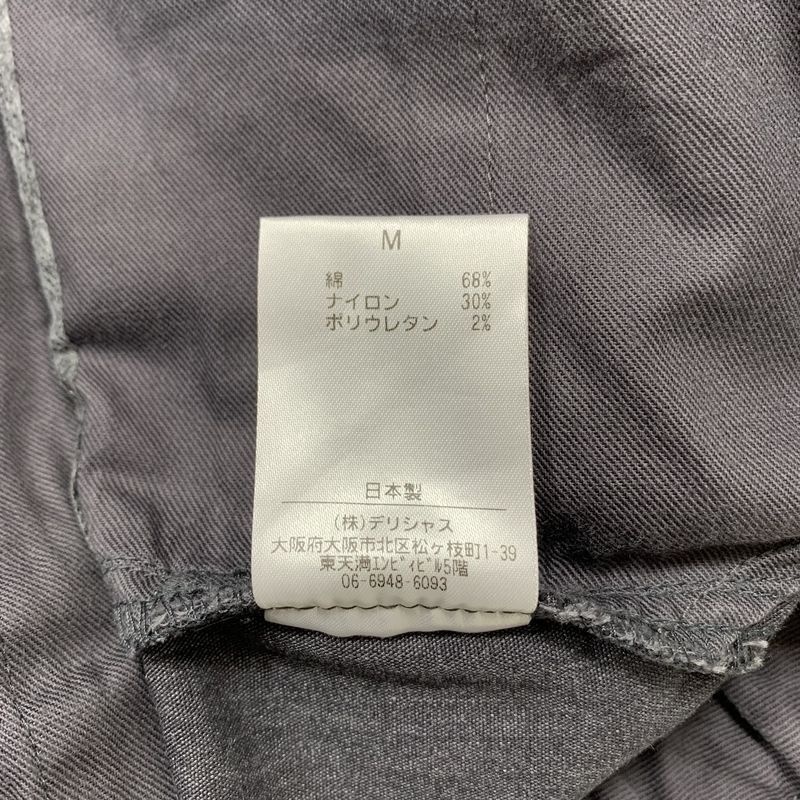 M
綿 68%
ナイロン 30%
ポリウレタン 2%
日本製
(株)デリシャス
大阪府大阪市北区松ヶ枝町1-39
東天満エンピィビル5階
06-6948-6093